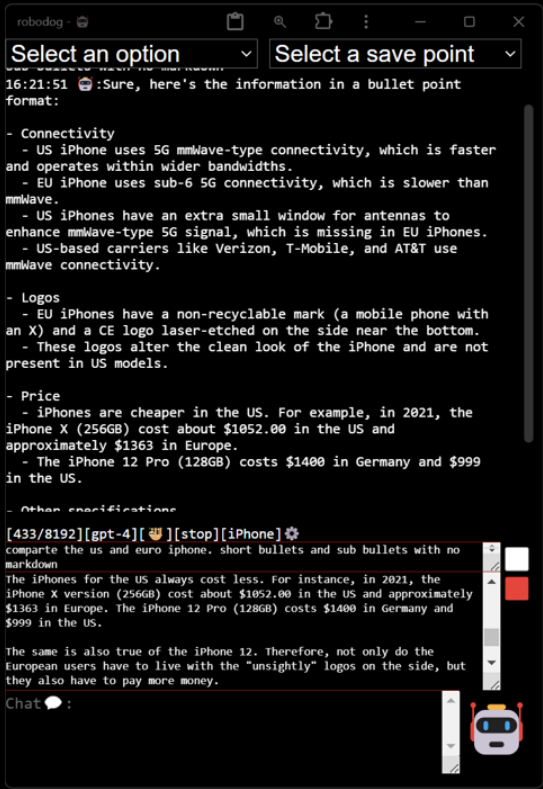 robodog -
Select an option
Select a save point
sub bullets with no markdown
16:21:51 🤖:Sure, here's the information in a bullet point
format:
- Connectivity
- US iPhone uses 5G mmWave-type connectivity, which is faster
and operates within wider bandwidths.
- EU iPhone uses sub-6 5G connectivity, which is slower than
mmWave.
- US iPhones have an extra small window for antennas to
enhance mmWave-type 5G signal, which is missing in EU iPhones.
- US-based carriers like Verizon, T-Mobile, and AT&T use
mmWave connectivity.
- Logos
- EU iPhones have a non-recyclable mark (a mobile phone with
an X) and a CE logo laser-etched on the side near the bottom.
- These logos alter the clean look of the iPhone and are not
present in US models.
- Price
- iPhones are cheaper in the US. For example, in 2021, the
iPhone X (256GB) cost about $1052.00 in the US and
approximately $1363 in Europe.
- The iPhone 12 Pro (128GB) costs $1400 in Germany and $999
in the US.
- Other specifications
[433/8192][gpt-4][🦥][stop][iPhone]⚙️
comparte the us and euro iphone. short bullets and sub bullets with no
markdown
The iPhones for the US always cost less. For instance, in 2021, the
iPhone X version (256GB) cost about $1052.00 in the US and approximately
$1363 in Europe. The iPhone 12 Pro (128GB) costs $1400 in Germany and
$999 in the US.
The same is also true of the iPhone 12. Therefore, not only do the
European users have to live with the "unsightly" logos on the side, but
they also have to pay more money.
Chat💬: